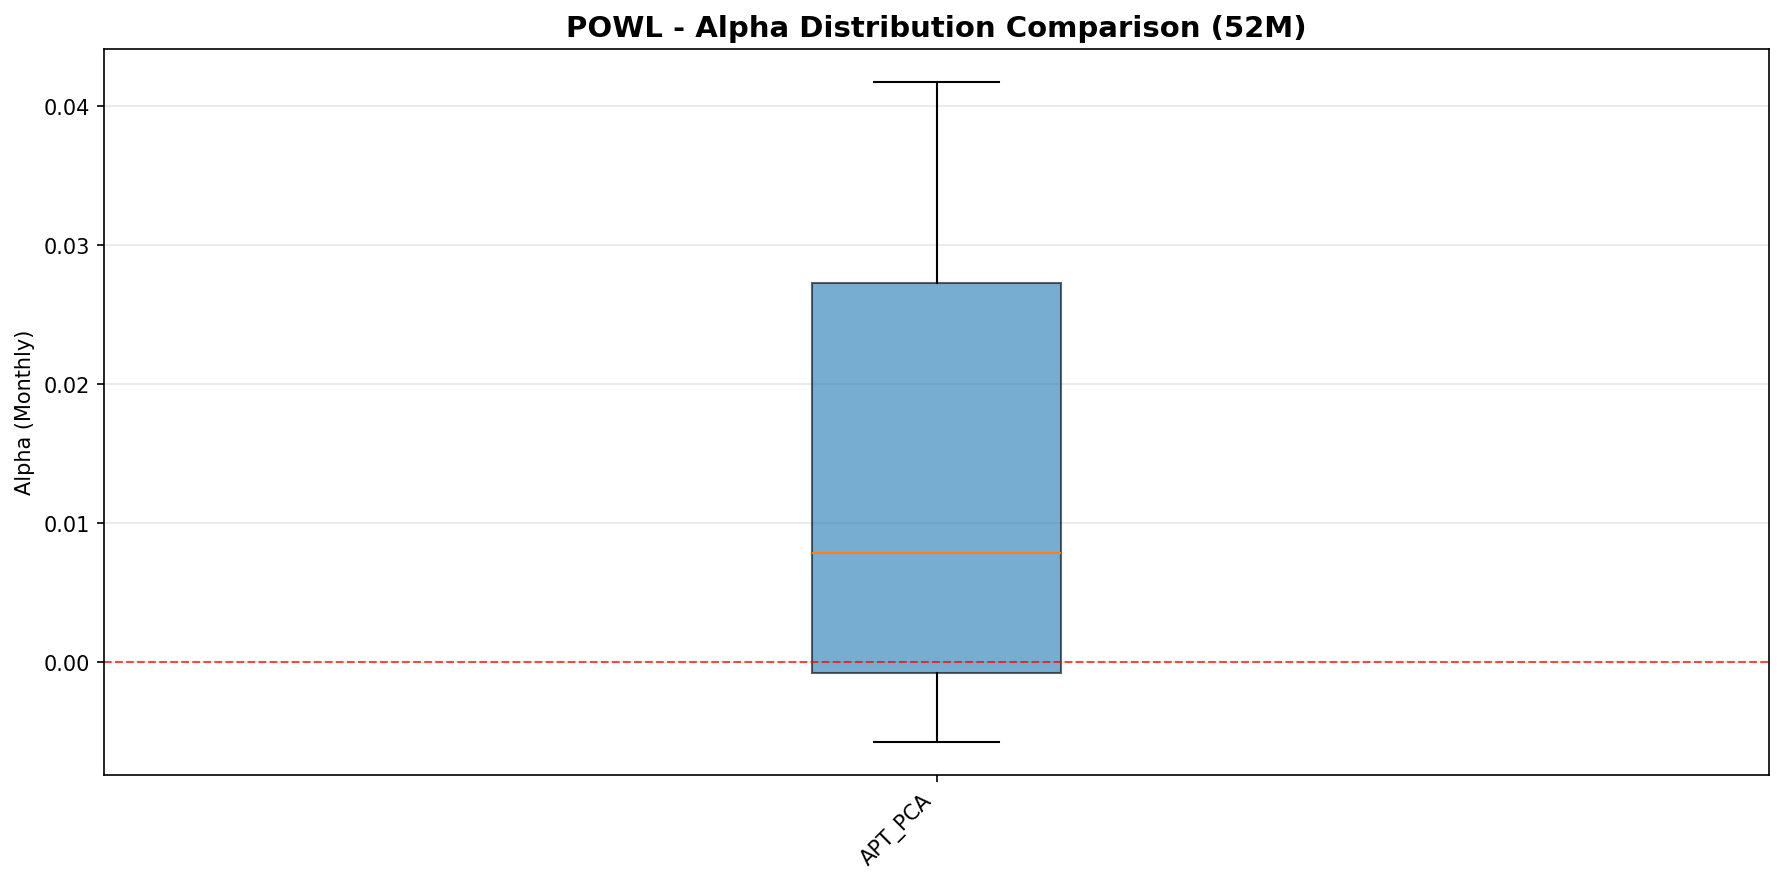 POWL - Alpha Distribution Comparison (52M)
Alpha (Monthly)
0.04
0.03
0.02
0.01
0.00
APT_PCA